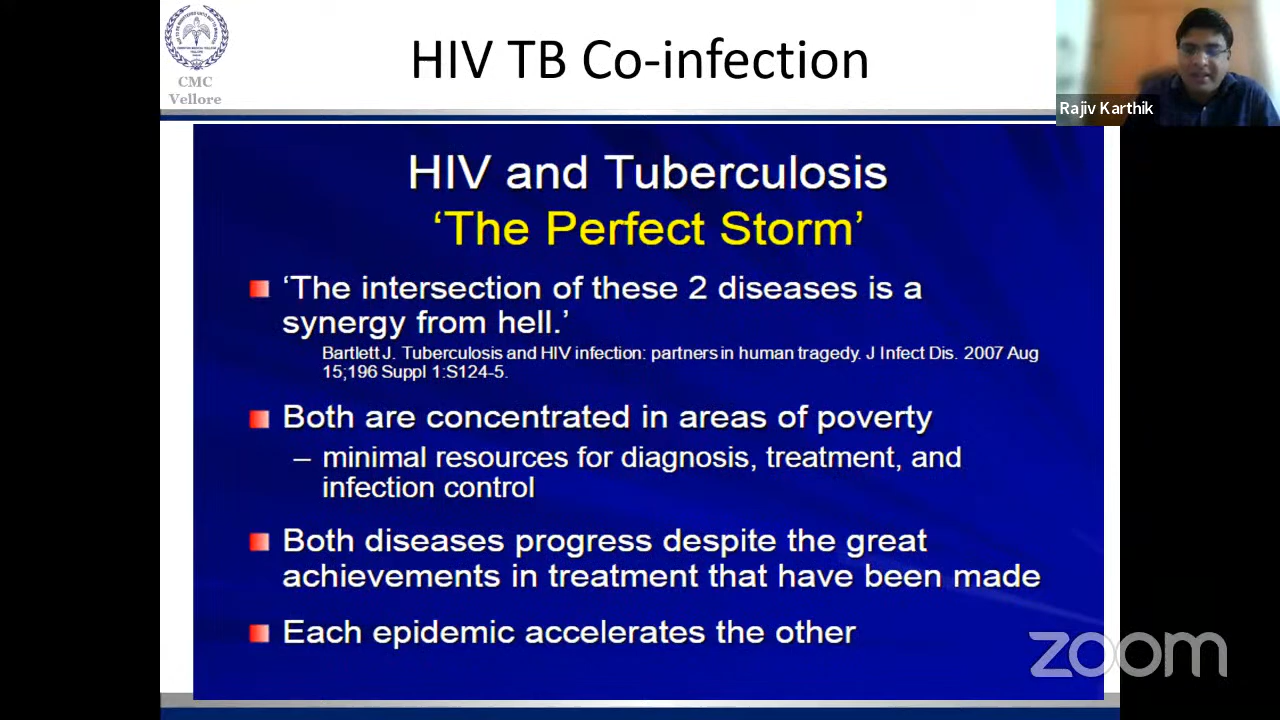 HIV TB Co-infection
CMC
Vellore
Rajiv Karthik
HIV and Tuberculosis
‘The Perfect Storm’
‘The intersection of these 2 diseases is a
synergy from hell.’
Bartlett J. Tuberculosis and HIV infection: partners in human tragedy. J Infect Dis. 2007 Aug
15;196 Suppl 1:S124-5.
Both are concentrated in areas of poverty
– minimal resources for diagnosis, treatment, and
infection control
Both diseases progress despite the great
achievements in treatment that have been made
Each epidemic accelerates the other
zoom